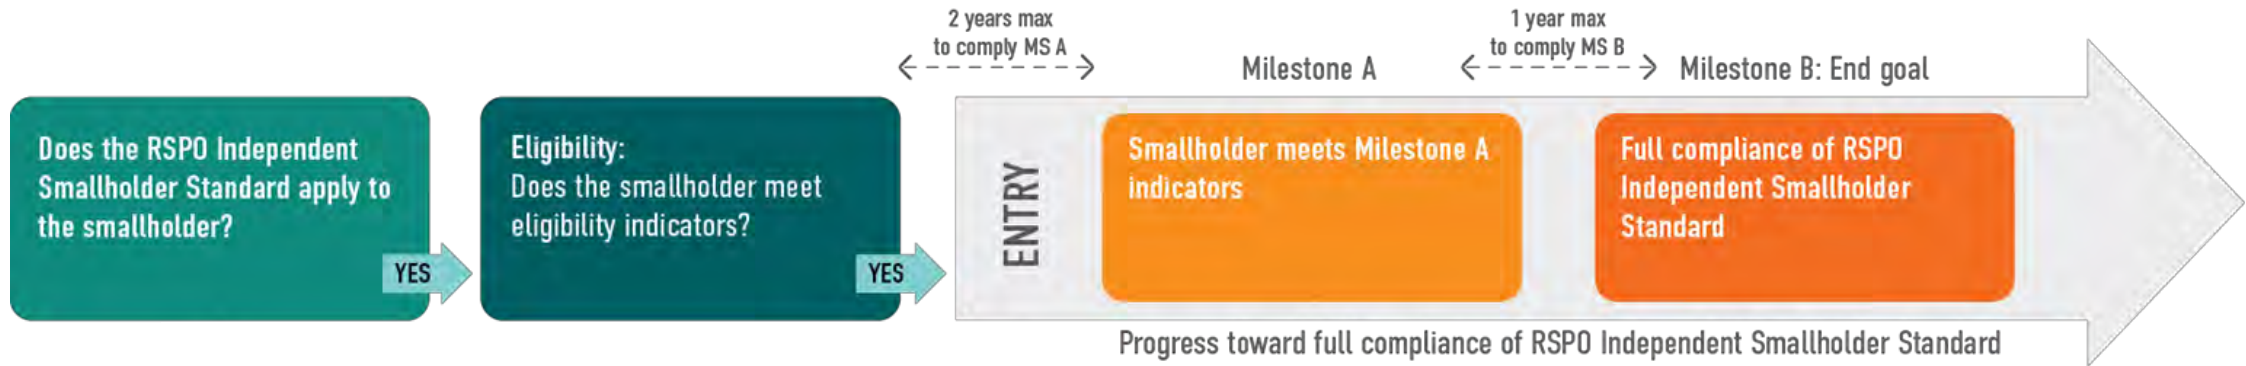 2 years max
to comply MS A
1 year max
to comply MS B
Milestone A
Milestone B: End goal
Does the RSPO Independent
Smallholder Standard apply to
the smallholder?
YES
Eligibility:
Does the smallholder meet
eligibility indicators?
YES
ENTRY
Smallholder meets Milestone A
indicators
Full compliance of RSPO
Independent Smallholder
Standard
Progress toward full compliance of RSPO Independent Smallholder Standard